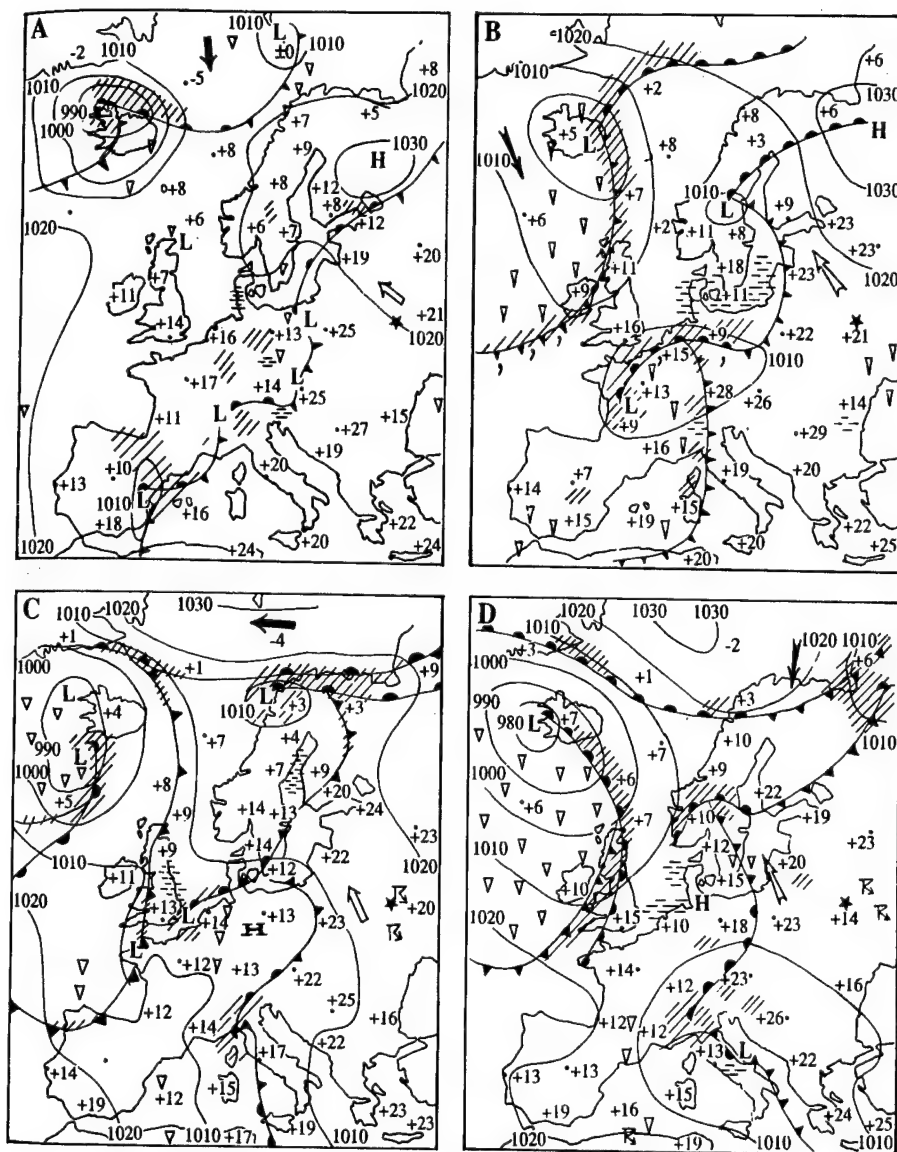 A
-2 1010 -5 L ±0 1010
1010 1010 +8
990 +7 +5 1020
1000 +9 1030
+8 +8 H
+8 +12
+8
1020 +6 L +6 +7 +12
+19 +20
+7
+11
+14 +16 +13 L +25 +21
1020
+17 +14 L
+25
+11 L +27 +15
+10 +19
+13 1010 L +20
+16
+18 +22
1020 +24 +20 +24
B
1020 +6
1010 +2 1030
+8 +6
+5 L +8 +3 H
1010 +7 1010 L 1030
+6 +9
+2 +11 +8 +23
+11 +18 +23 +23
1020
+9 +11
+16 +9 +22 +21
+15 1010
+13 +28 +26 +14
L
+9 +29
+16
+7 +19 +20
+14 +15 +19 +15 +22
+20 +20 +25
C
1010 1020 1030
+1 -4
1000 +1 +9
L L +3
+4 1010 +3
990 L +7 +4
1000 +7 +9
+5 +8 +20
+14 +13 +24
+9 +23
1010 +9 +14 +22 1020
+11 +12
+13 L +14 +13 +20
1020 H +23
L +12 +13 +22
+12 +25
+14 +16
+17 +22
+14 +12 +15
+19 +23
1020 1010 +17 +19 1010 +23
D
1020 1030 1030
1010 -2 1020 1010
+3 +6
1000 +1 +3
990
980 L +7 +10 1010
+7
1000 +6 +9
+6 +7 +10 +22 +19
+12 +23
1010 +20
+10 +15
1020 +15 H +14
+10 +18 +23
+14 +23
+12 +16
+12 +12 +26
+13 +13 +13 L +22
+15
+19 +16 +24
1020 +19 1010 +25
1010